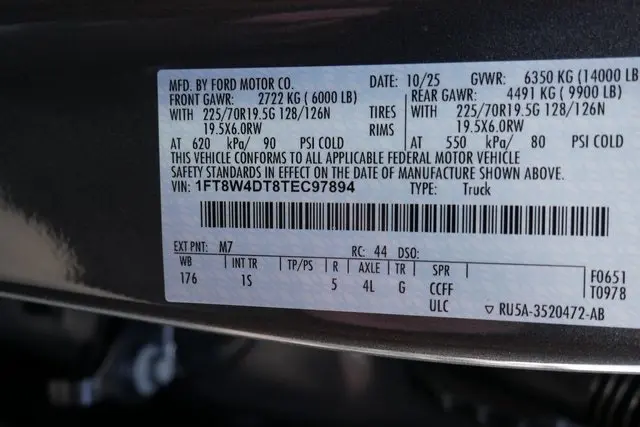 MFD. BY FORD MOTOR CO. DATE: 10/25 GVWR: 6350 KG (14000 LB
FRONT GAWR: 2722 KG ( 6000 LB) REAR GAWR: 4491 KG ( 9900 LB)
WITH 225/70R19.5G 128/126N TIRES WITH 225/70R19.5G 128/126N
19.5X6.0RW RIMS 19.5X6.0RW
AT 620 kPa/ 90 PSI COLD AT 550 kPa/ 80 PSI COLD
THIS VEHICLE CONFORMS TO ALL APPLICABLE FEDERAL MOTOR VEHICLE
SAFETY STANDARDS IN EFFECT ON THE DATE OF MANUFACTURE SHOWN ABOVE.
VIN: 1FT8W4DT8TEC97894 TYPE: Truck
EXT PNT: M7 RC: 44 DSO:
WB INT TR TP/PS R AXLE TR SPR F0651
176 1S 5 4L G CCFF T0978
ULC ▽ RU5A-3520472-AB